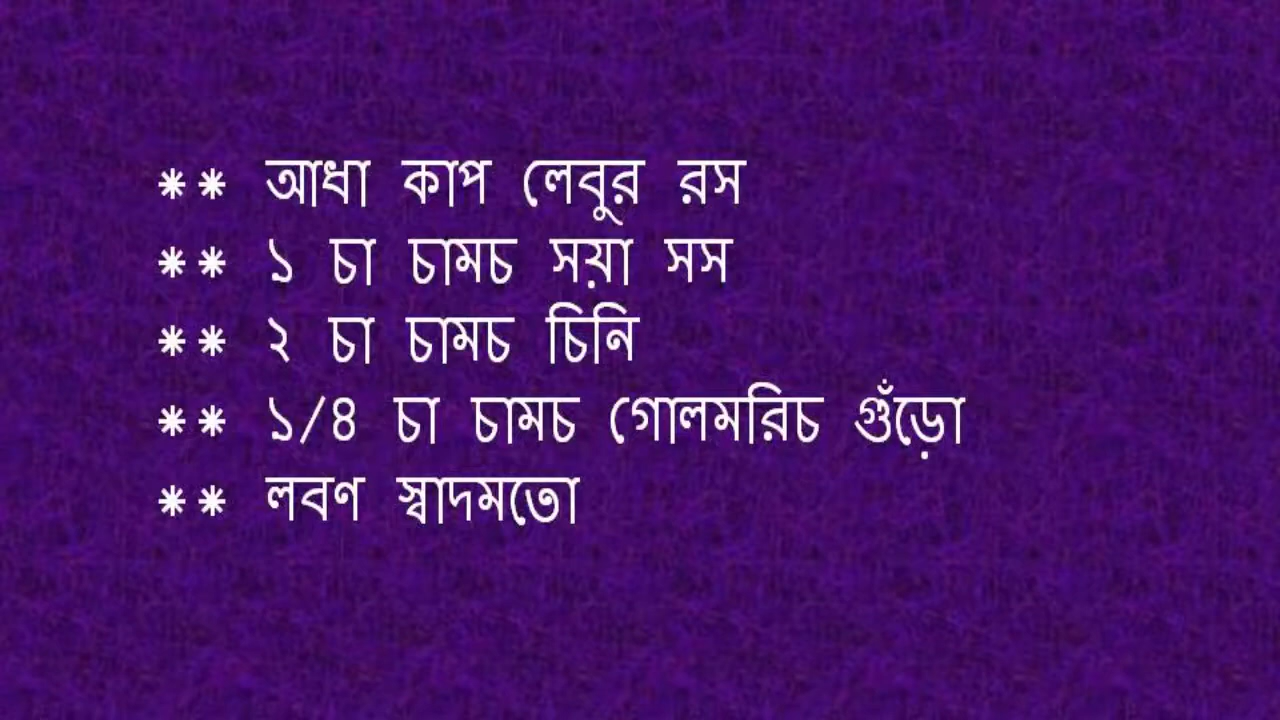 ** আধা কাপ লেবুর রস
** ১ চা চামচ সয়া সস
** ২ চা চামচ চিনি
** ১/৪ চা চামচ গোলমরিচ গুঁড়ো
** লবণ স্বাদমতো